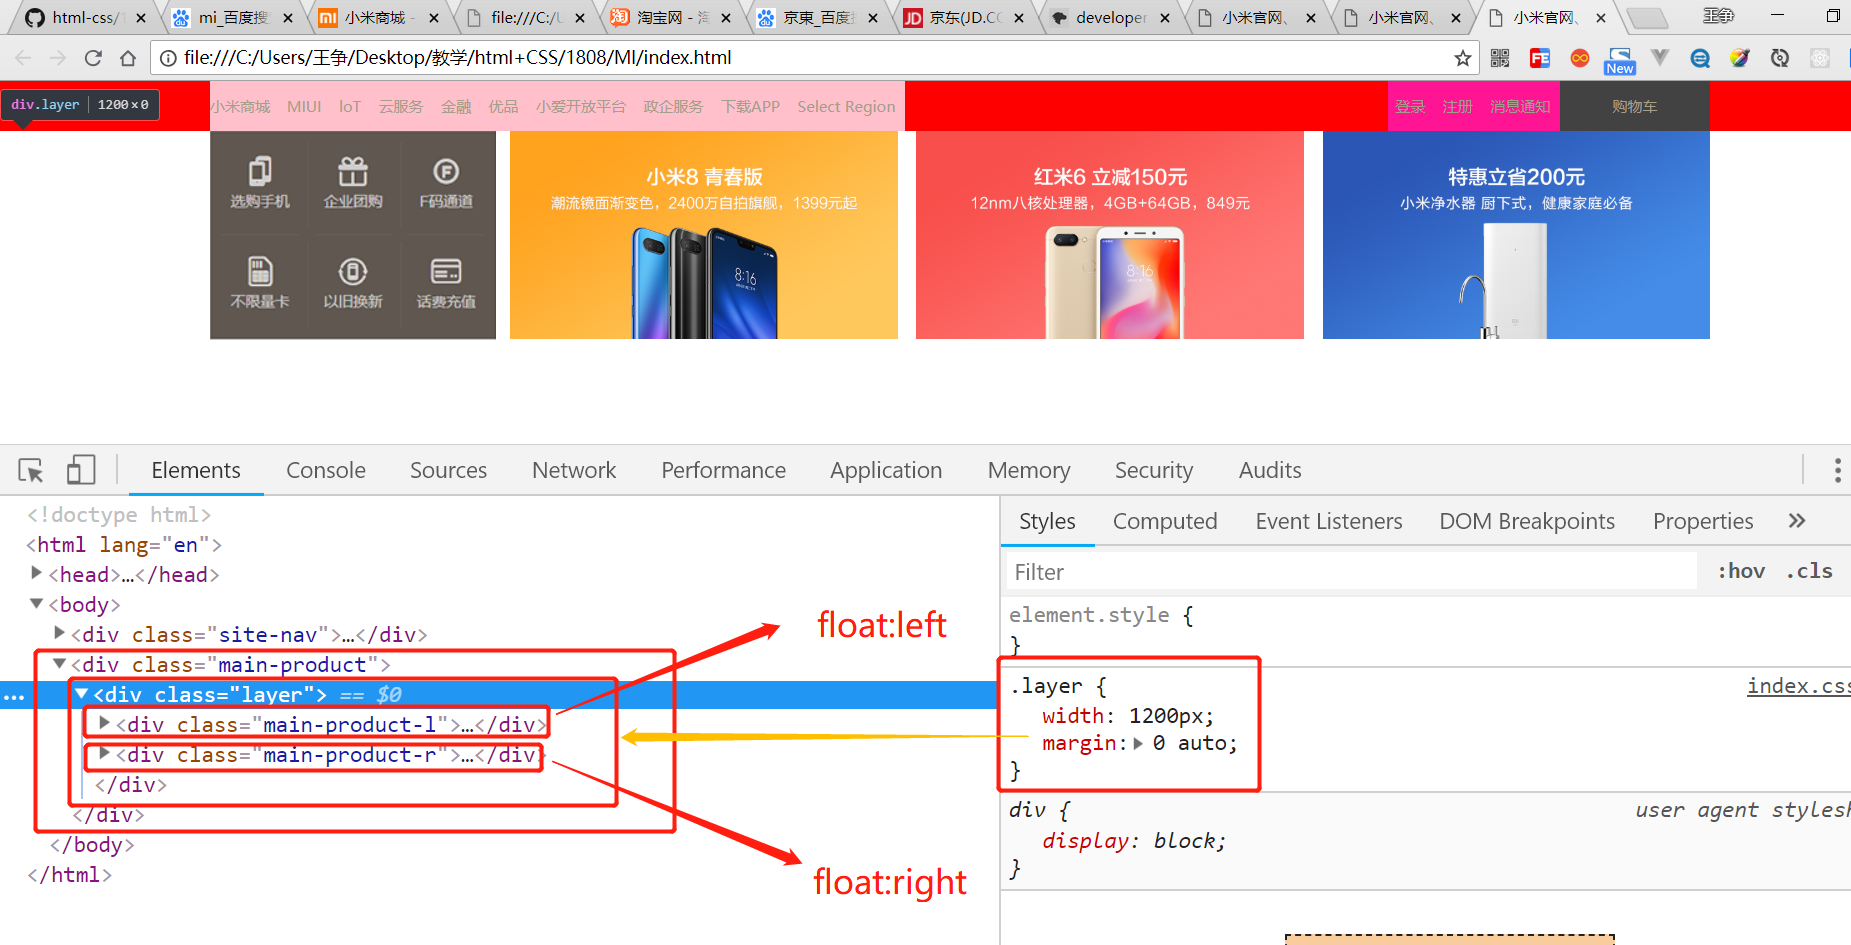 html-css/1
mi_百度搜
小米商城 -
file:///C:/U
淘宝网 - 淘
京東_百度
京东(JD.CC
developer
小米官网、
小米官网、
小米官网、
王争
file:///C:/Users/王争/Desktop/教学/html+CSS/1808/MI/index.html
New
div.layer | 1200×0
小米商城 MIUI IoT 云服务 金融 优品 小爱开放平台 政企服务 下载APP Select Region
登录 注册 消息通知
购物车
选购手机 企业团购 F码通道
不限量卡 以旧换新 话费充值
小米8 青春版
潮流镜面渐变色，2400万自拍旗舰，1399元起
8:16
红米6 立减150元
12nm八核处理器，4GB+64GB，849元
8:16
特惠立省200元
小米净水器 厨下式，健康家庭必备
Elements Console Sources Network Performance Application Memory Security Audits
<!doctype html>
<html lang="en">
<head>…</head>
<body>
<div class="site-nav">…</div>
<div class="main-product">
<div class="layer"> == $0
<div class="main-product-l">…</div>
<div class="main-product-r">…</div>
</div>
</div>
</body>
</html>
float:left
float:right
Styles Computed Event Listeners DOM Breakpoints Properties »
Filter :hov .cls
element.style {
}
.layer { index.css
width: 1200px;
margin: 0 auto;
}
div { user agent stylesh
display: block;
}